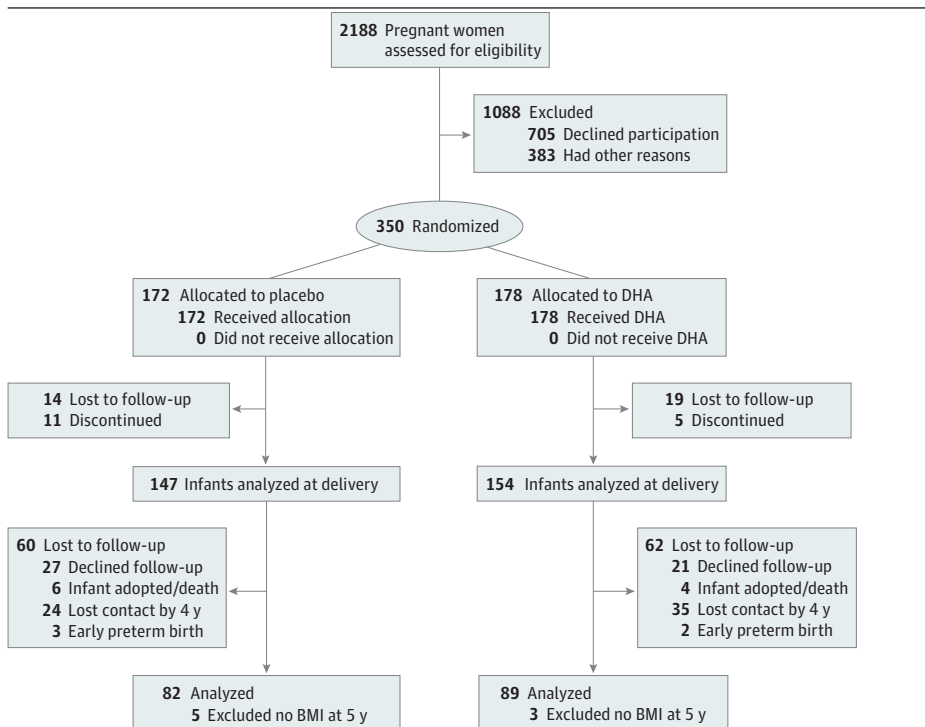 2188 Pregnant women
assessed for eligibility
1088 Excluded
705 Declined participation
383 Had other reasons
350 Randomized
172 Allocated to placebo
172 Received allocation
0 Did not receive allocation
178 Allocated to DHA
178 Received DHA
0 Did not receive DHA
14 Lost to follow-up
11 Discontinued
19 Lost to follow-up
5 Discontinued
147 Infants analyzed at delivery
154 Infants analyzed at delivery
60 Lost to follow-up
27 Declined follow-up
6 Infant adopted/death
24 Lost contact by 4 y
3 Early preterm birth
62 Lost to follow-up
21 Declined follow-up
4 Infant adopted/death
35 Lost contact by 4 y
2 Early preterm birth
82 Analyzed
5 Excluded no BMI at 5 y
89 Analyzed
3 Excluded no BMI at 5 y